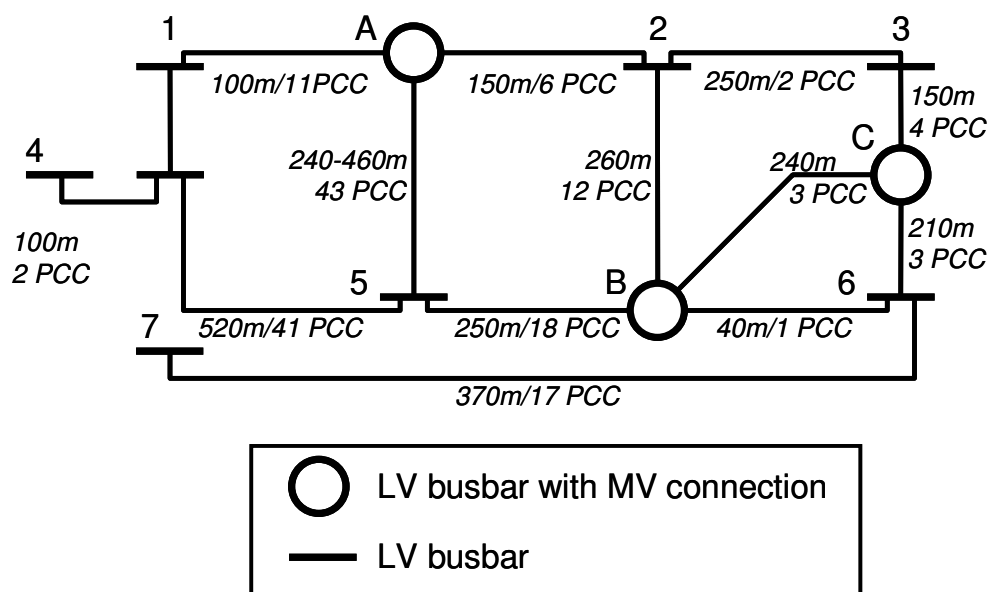 1
A
2
3
100m/11PCC
150m/6 PCC
250m/2 PCC
150m
4 PCC
4
240-460m
43 PCC
260m
12 PCC
C
240m
3 PCC
100m
2 PCC
210m
3 PCC
5
B
6
7
520m/41 PCC
250m/18 PCC
40m/1 PCC
370m/17 PCC
LV busbar with MV connection
LV busbar